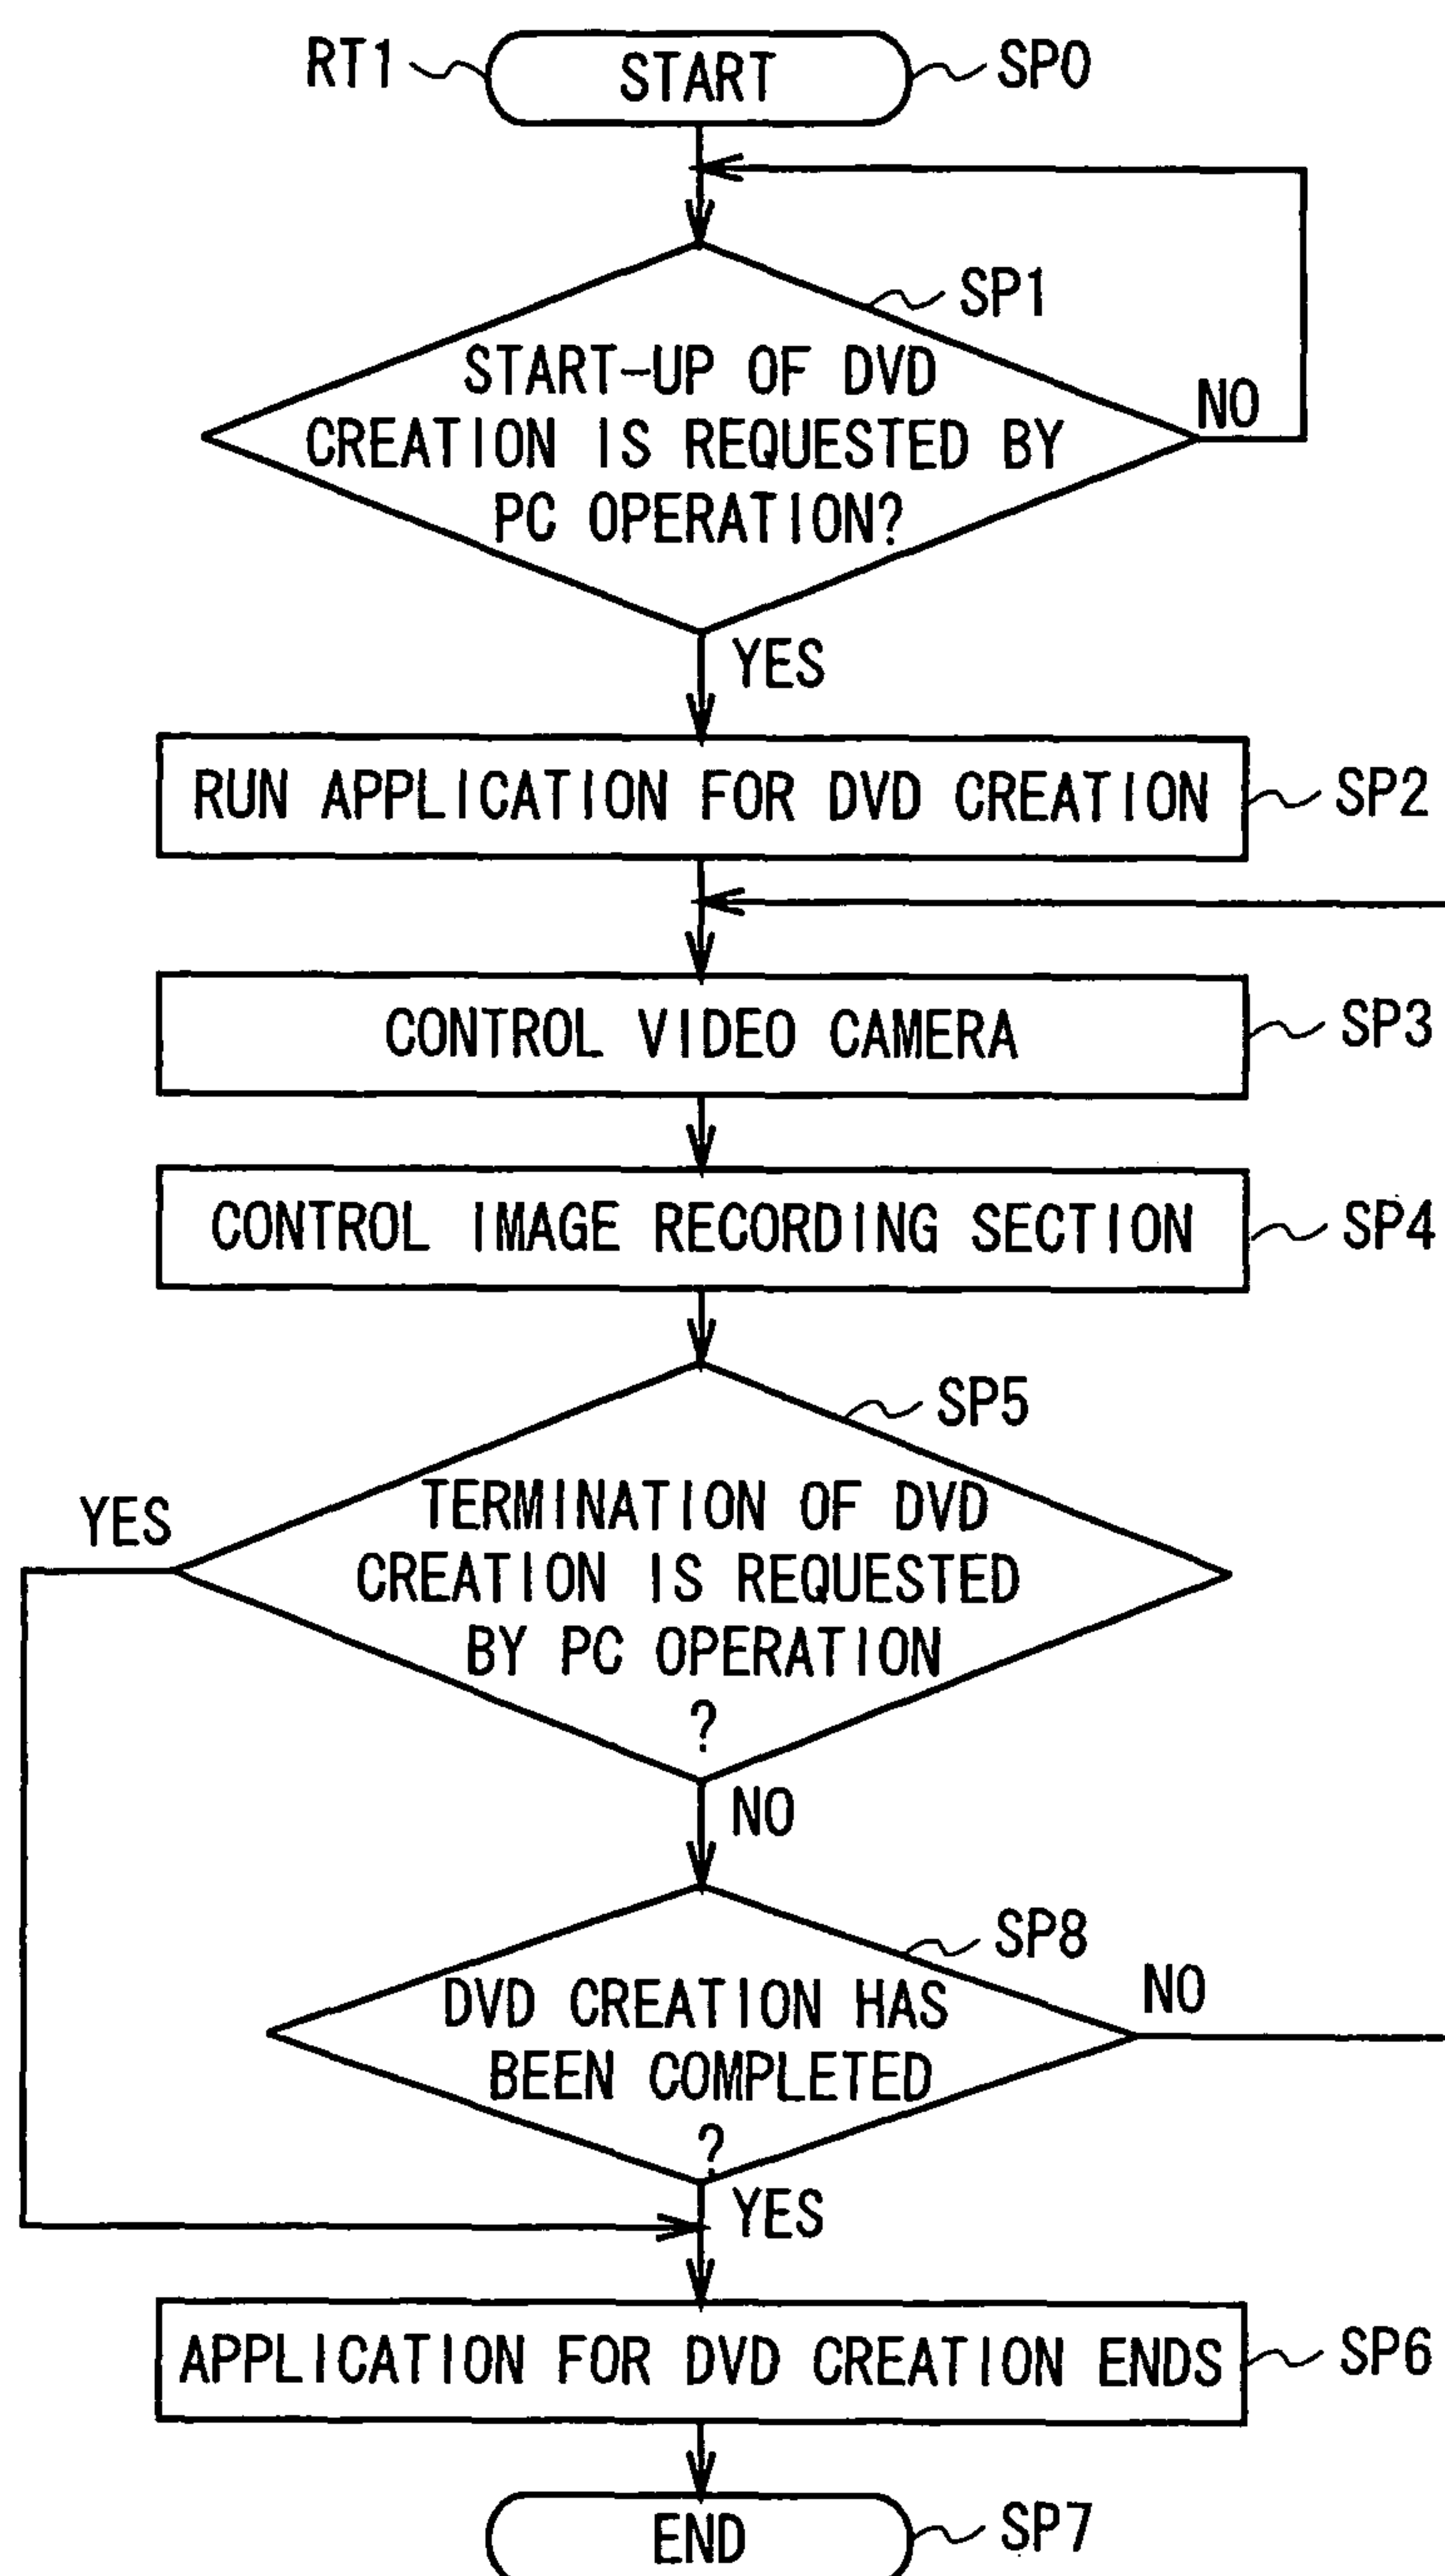 RT1 START SP0
SP1
START-UP OF DVD
CREATION IS REQUESTED BY
PC OPERATION?
NO
YES
RUN APPLICATION FOR DVD CREATION SP2
CONTROL VIDEO CAMERA SP3
CONTROL IMAGE RECORDING SECTION SP4
SP5
YES
TERMINATION OF DVD
CREATION IS REQUESTED
BY PC OPERATION
?
NO
SP8
NO
DVD CREATION HAS
BEEN COMPLETED
?
YES
APPLICATION FOR DVD CREATION ENDS SP6
END SP7